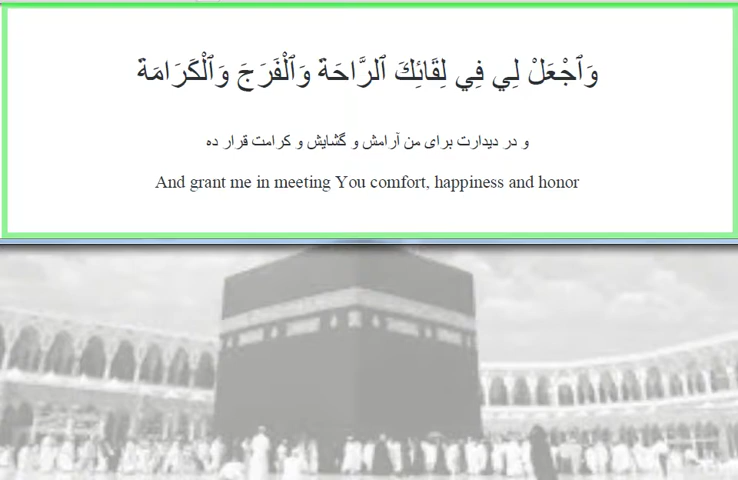 وَٱجْعَلْ لِي فِي لِقَائِكَ ٱلرَّاحَة وَٱلْفَرَجَ وَٱلْكَرَامَة
و در دیدارت برای من آرامش و گشایش و کرامت قرار ده
And grant me in meeting You comfort, happiness and honor